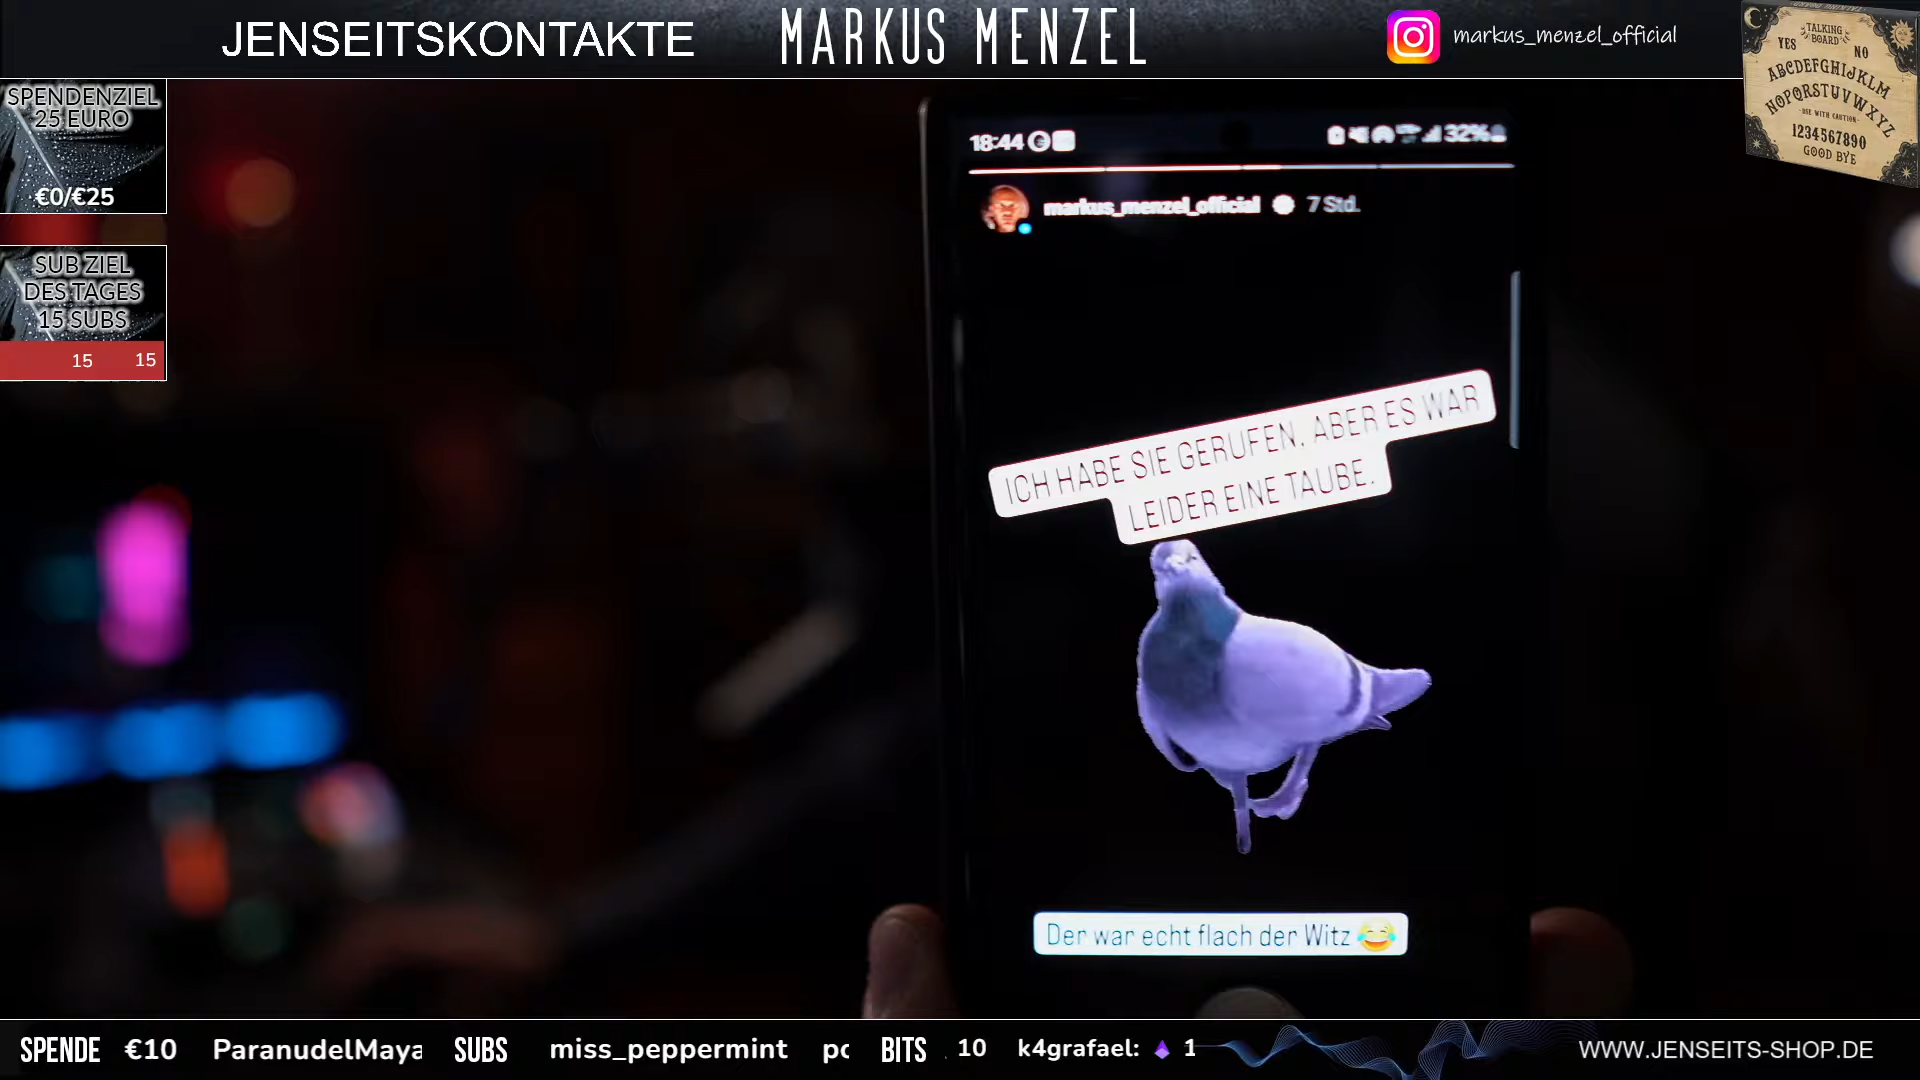 JENSEITSKONTAKTE
MARKUS MENZEL
markus_menzel_official
TALKING
BOARD
YES
NO
ABCDEFGHIJKLM
NOPQRSTUVWXYZ
-USE WITH CAUTION-
1234567890
GOOD BYE
SPENDENZIEL
25 EURO
€0/€25
SUB ZIEL
DES TAGES
15 SUBS
15
15
18:44
32%
markus_menzel_official
7 Std.
ICH HABE SIE GERUFEN, ABER ES WAR
LEIDER EINE TAUBE.
Der war echt flach der Witz 😂
SPENDE
€10
ParanudelMaya
SUBS
miss_peppermint
BITS
10
k4grafael:
1
WWW.JENSEITS-SHOP.DE